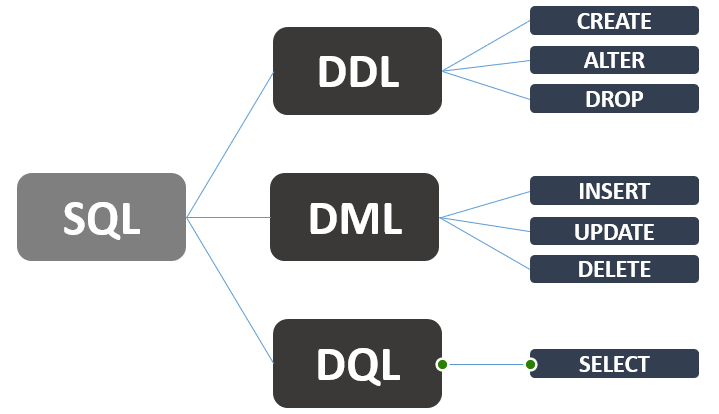 SQL
DDL
CREATE
ALTER
DROP
DML
INSERT
UPDATE
DELETE
DQL
SELECT